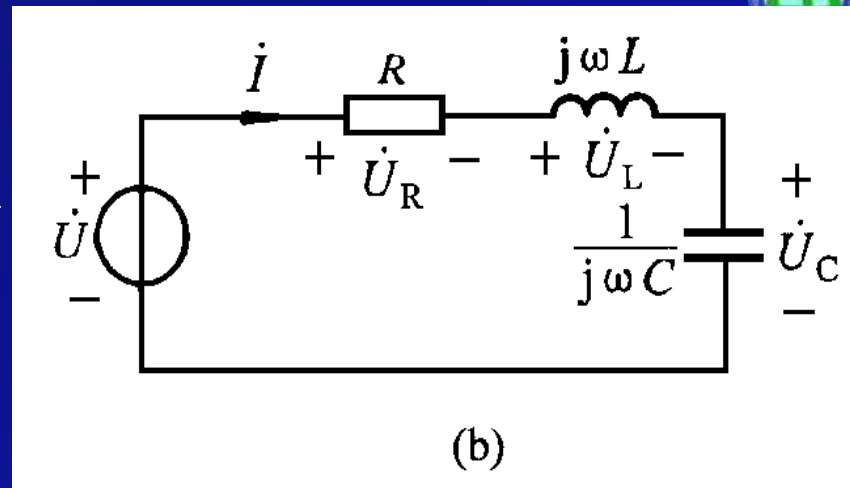 İ R jωL
+ U̇_R − + U̇_L −
+ U̇ −
1/jωC
+ U̇_C −
(b)